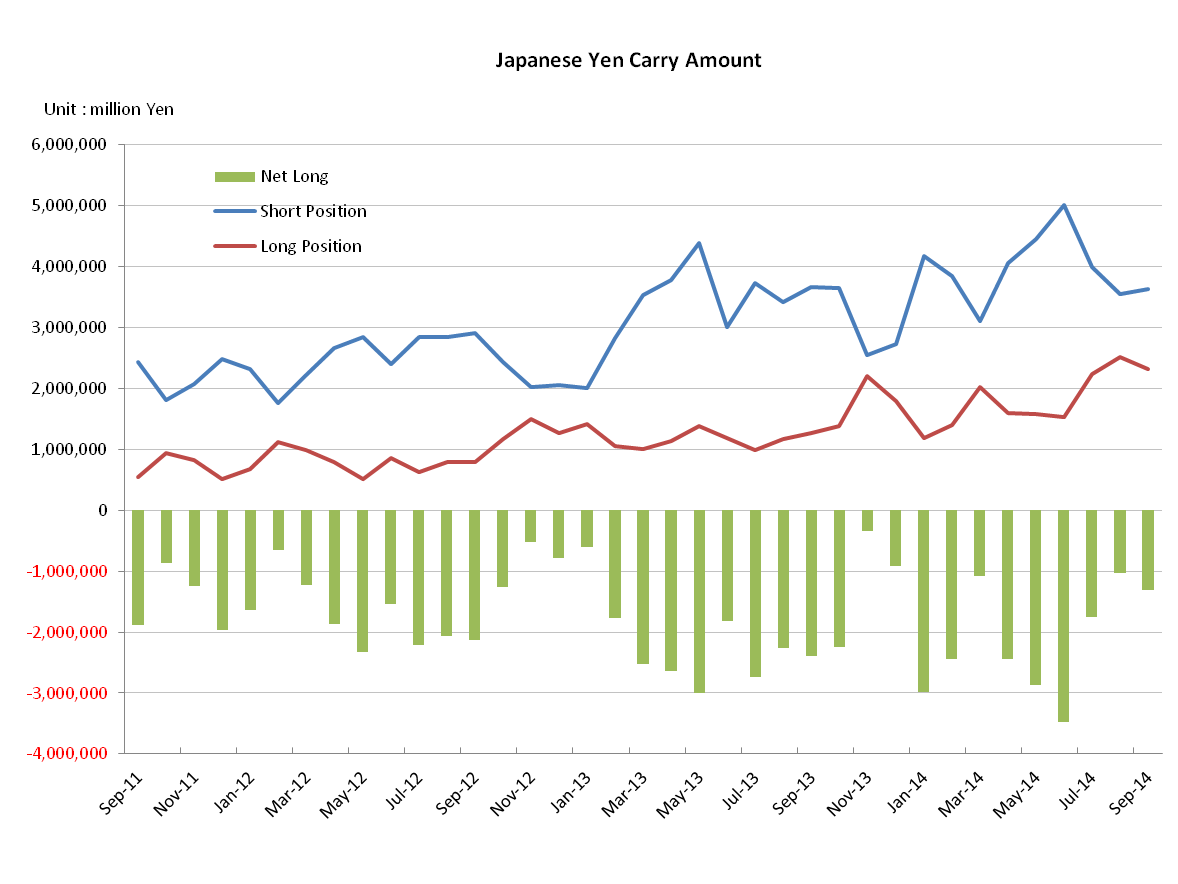 Japanese Yen Carry Amount
Unit : million Yen
6,000,000
5,000,000
4,000,000
3,000,000
2,000,000
1,000,000
0
-1,000,000
-2,000,000
-3,000,000
-4,000,000
Net Long
Short Position
Long Position
Sep-11
Nov-11
Jan-12
Mar-12
May-12
Jul-12
Sep-12
Nov-12
Jan-13
Mar-13
May-13
Jul-13
Sep-13
Nov-13
Jan-14
Mar-14
May-14
Jul-14
Sep-14